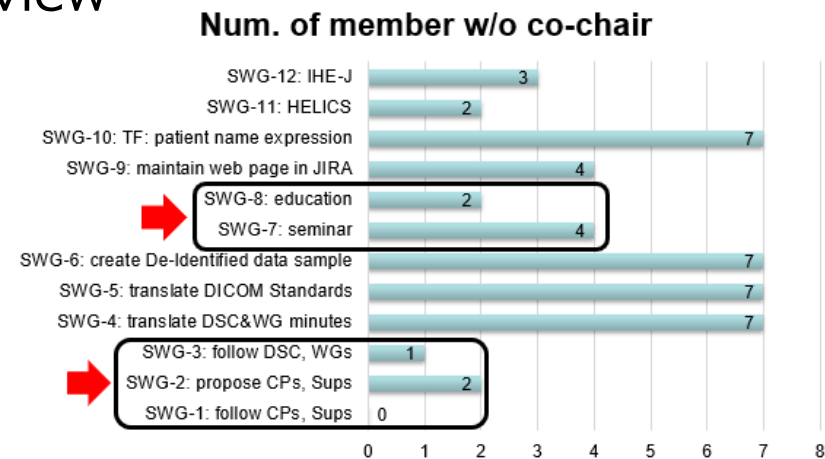 view
Num. of member w/o co-chair
SWG-12: IHE-J 3
SWG-11: HELICS 2
SWG-10: TF: patient name expression 7
SWG-9: maintain web page in JIRA 4
SWG-8: education 2
SWG-7: seminar 4
SWG-6: create De-Identified data sample 7
SWG-5: translate DICOM Standards 7
SWG-4: translate DSC&WG minutes 7
SWG-3: follow DSC, WGs 1
SWG-2: propose CPs, Sups 2
SWG-1: follow CPs, Sups 0
0 1 2 3 4 5 6 7 8